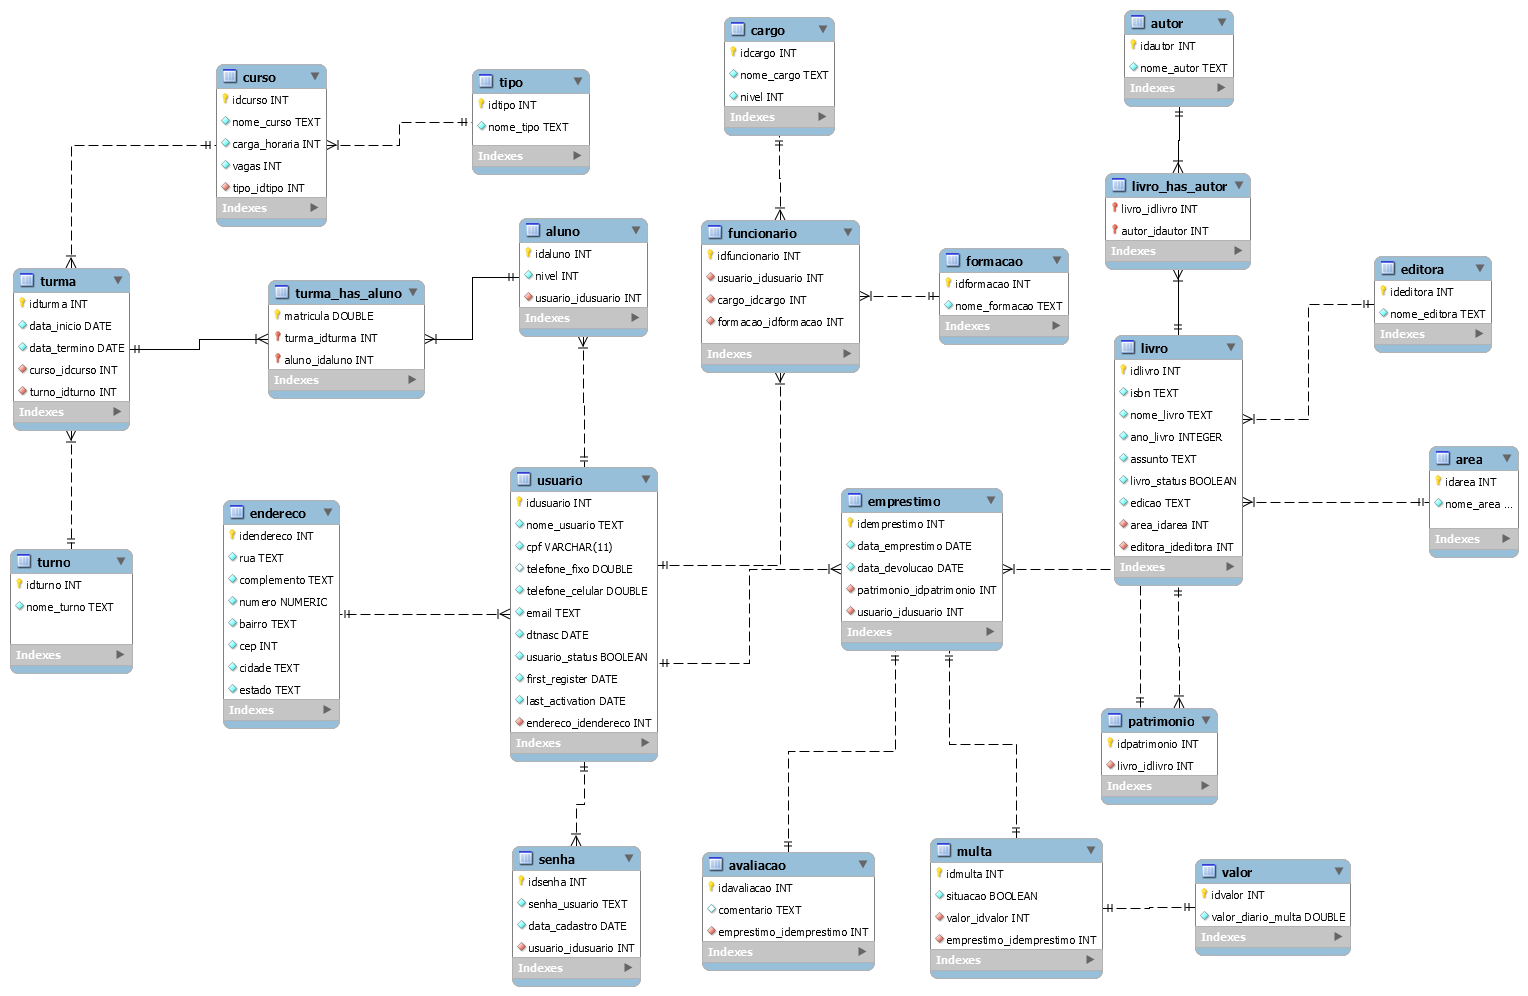 curso
idcurso INT
nome_curso TEXT
carga_horaria INT
vagas INT
tipo_idtipo INT
Indexes
tipo
idtipo INT
nome_tipo TEXT
Indexes
cargo
idcargo INT
nome_cargo TEXT
nivel INT
Indexes
autor
idautor INT
nome_autor TEXT
Indexes
livro_has_autor
livro_idlivro INT
autor_idautor INT
Indexes
turma
idturma INT
data_inicio DATE
data_termino DATE
curso_idcurso INT
turno_idturno INT
Indexes
turma_has_aluno
matricula DOUBLE
turma_idturma INT
aluno_idaluno INT
Indexes
aluno
idaluno INT
nivel INT
usuario_idusuario INT
Indexes
funcionario
idfuncionario INT
usuario_idusuario INT
cargo_idcargo INT
formacao_idformacao INT
Indexes
formacao
idformacao INT
nome_formacao TEXT
Indexes
editora
ideditora INT
nome_editora TEXT
Indexes
livro
idlivro INT
isbn TEXT
nome_livro TEXT
ano_livro INTEGER
assunto TEXT
livro_status BOOLEAN
edicao TEXT
area_idarea INT
editora_ideditora INT
Indexes
area
idarea INT
nome_area ...
Indexes
turno
idturno INT
nome_turno TEXT
Indexes
endereco
idendereco INT
rua TEXT
complemento TEXT
numero NUMERIC
bairro TEXT
cep INT
cidade TEXT
estado TEXT
Indexes
usuario
idusuario INT
nome_usuario TEXT
cpf VARCHAR(11)
telefone_fixo DOUBLE
telefone_celular DOUBLE
email TEXT
dtnasc DATE
usuario_status BOOLEAN
first_register DATE
last_activation DATE
endereco_idendereco INT
Indexes
emprestimo
idemprestimo INT
data_emprestimo DATE
data_devolucao DATE
patrimonio_idpatrimonio INT
usuario_idusuario INT
Indexes
patrimonio
idpatrimonio INT
livro_idlivro INT
Indexes
senha
idsenha INT
senha_usuario TEXT
data_cadastro DATE
usuario_idusuario INT
Indexes
avaliacao
idavaliacao INT
comentario TEXT
emprestimo_idemprestimo INT
Indexes
multa
idmulta INT
situacao BOOLEAN
valor_idvalor INT
emprestimo_idemprestimo INT
Indexes
valor
idvalor INT
valor_diario_multa DOUBLE
Indexes